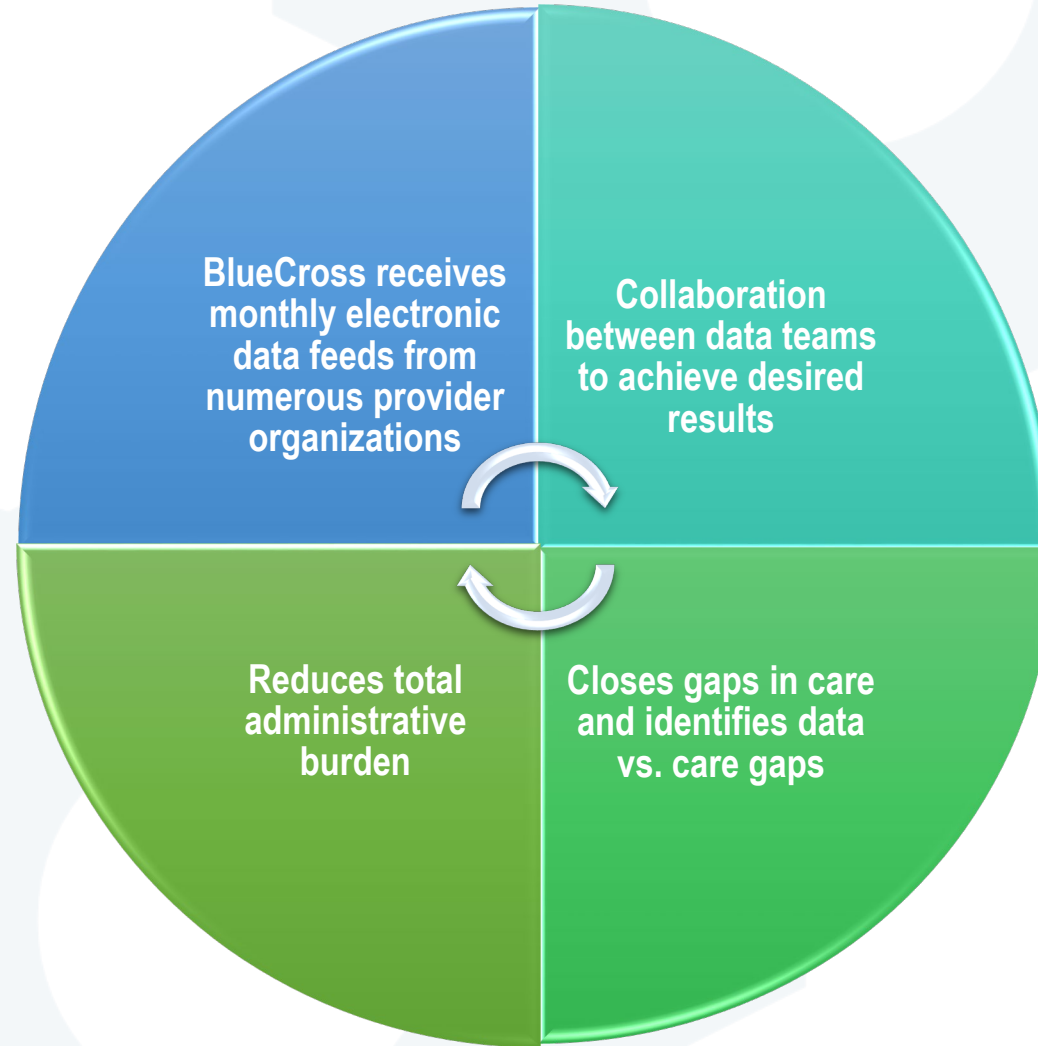 BlueCross receives
monthly electronic
data feeds from
numerous provider
organizations
Collaboration
between data teams
to achieve desired
results
Reduces total
administrative
burden
Closes gaps in care
and identifies data
vs. care gaps